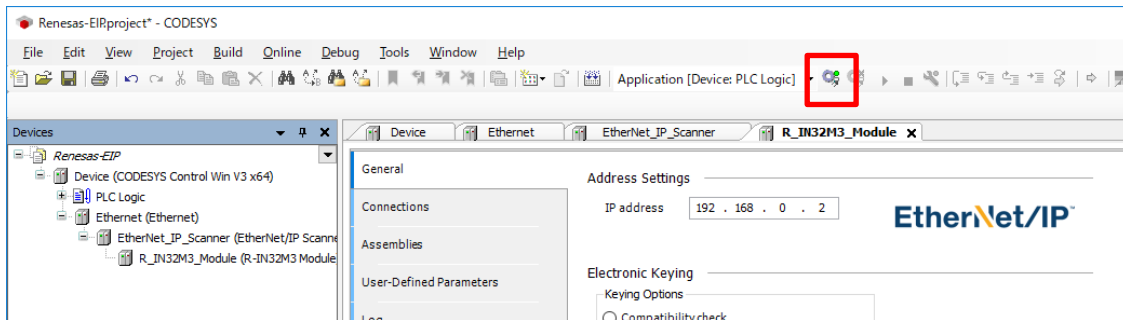 Renesas-EIP.project* - CODESYS
File Edit View Project Build Online Debug Tools Window Help
Application [Device: PLC Logic]
Devices
Device Ethernet EtherNet_IP_Scanner R_IN32M3_Module
Renesas-EIP
Device (CODESYS Control Win V3 x64)
PLC Logic
Ethernet (Ethernet)
EtherNet_IP_Scanner (EtherNet/IP Scanne
R_IN32M3_Module (R-IN32M3 Module
General
Connections
Assemblies
User-Defined Parameters
Log
Address Settings
IP address 192 . 168 . 0 . 2
EtherNet/IP™
Electronic Keying
Keying Options
Compatibility check